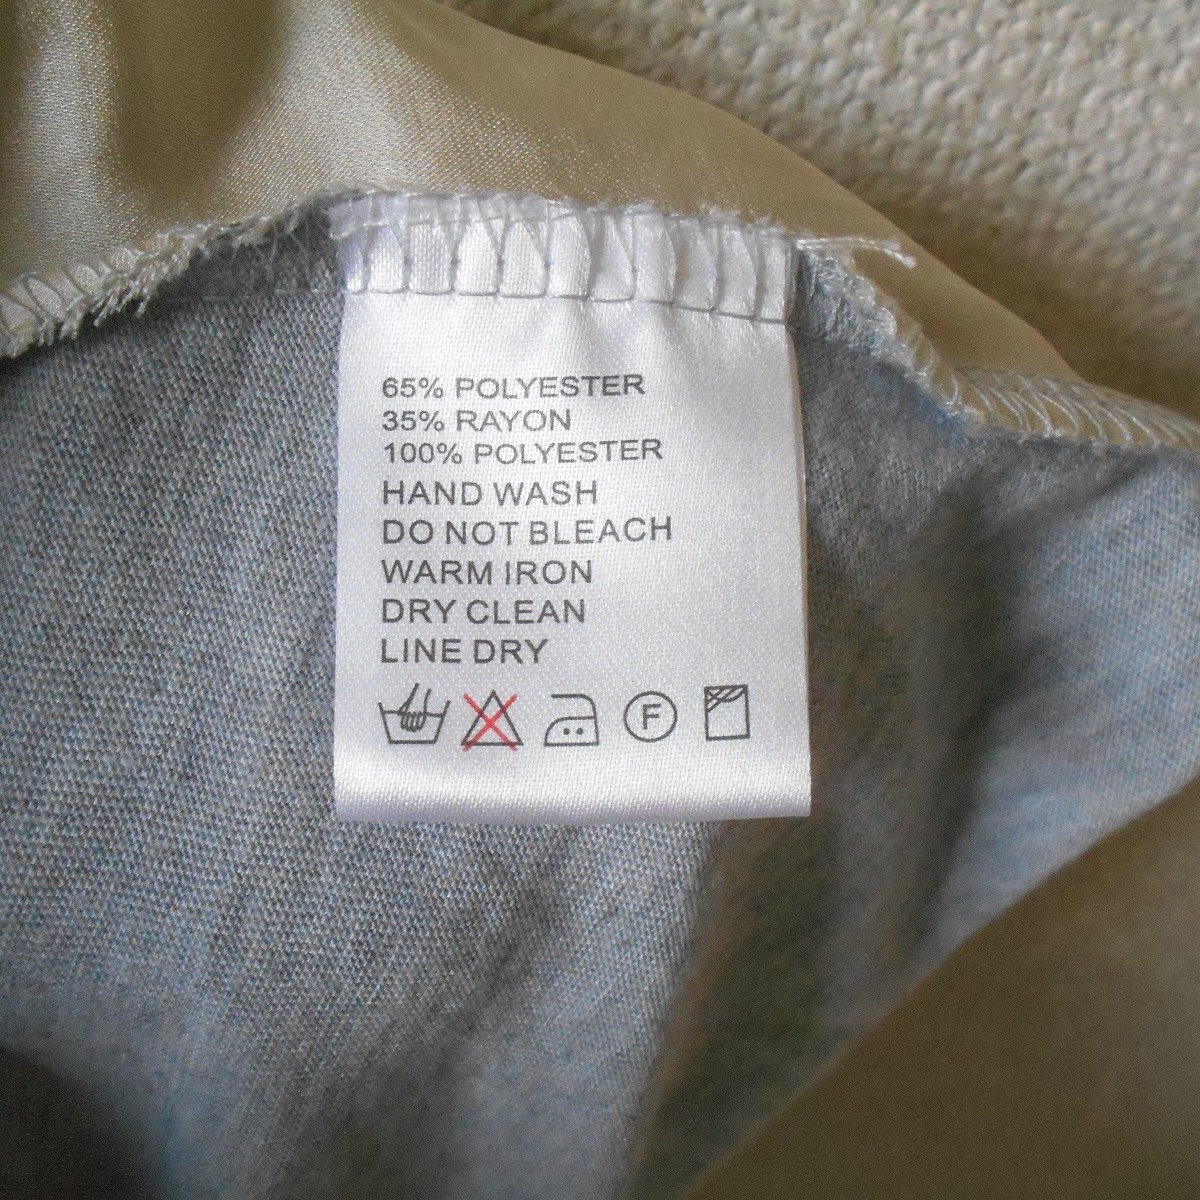 65% POLYESTER
35% RAYON
100% POLYESTER
HAND WASH
DO NOT BLEACH
WARM IRON
DRY CLEAN
LINE DRY
F